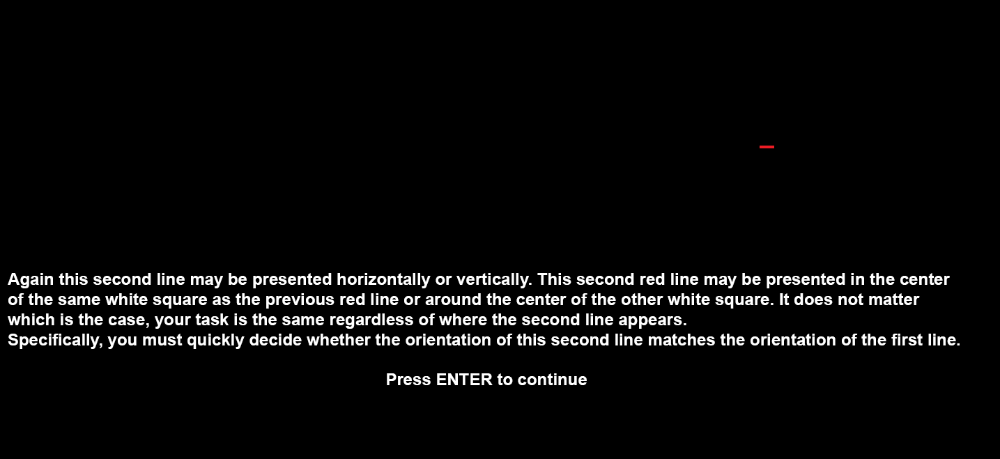 Again this second line may be presented horizontally or vertically. This second red line may be presented in the center
of the same white square as the previous red line or around the center of the other white square. It does not matter
which is the case, your task is the same regardless of where the second line appears.
Specifically, you must quickly decide whether the orientation of this second line matches the orientation of the first line.
Press ENTER to continue